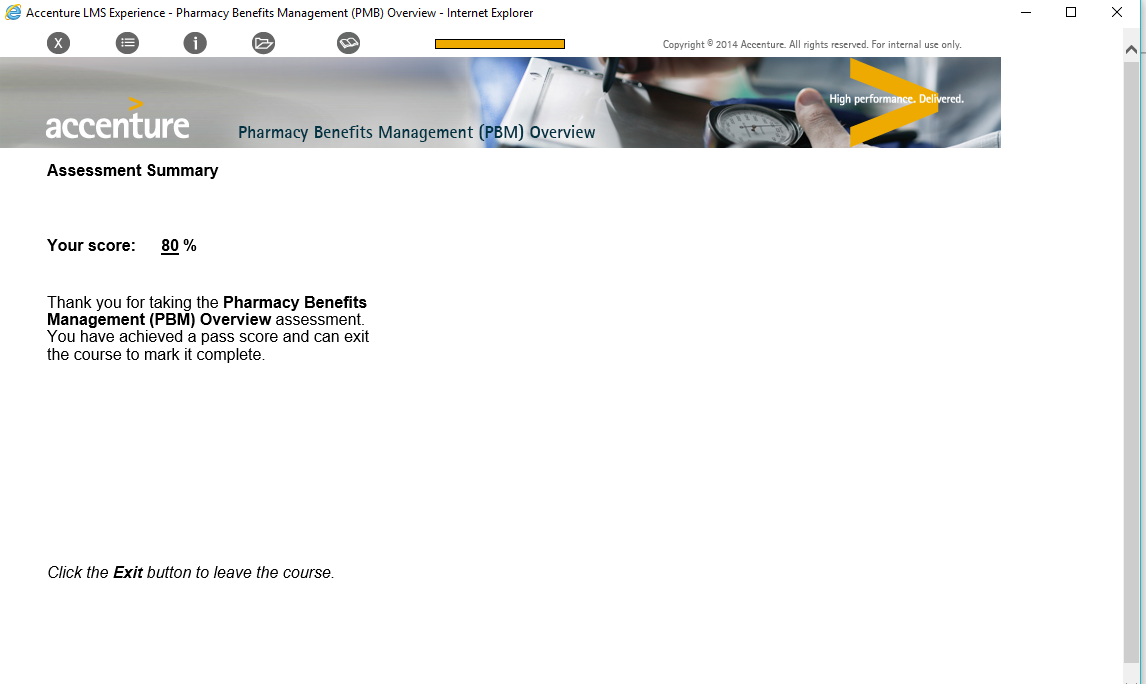 Accenture LMS Experience - Pharmacy Benefits Management (PMB) Overview - Internet Explorer
X
i
Copyright © 2014 Accenture. All rights reserved. For internal use only.
High performance. Delivered.
>
accenture
Pharmacy Benefits Management (PBM) Overview
Assessment Summary
Your score: 80 %
Thank you for taking the Pharmacy Benefits
Management (PBM) Overview assessment.
You have achieved a pass score and can exit
the course to mark it complete.
Click the Exit button to leave the course.